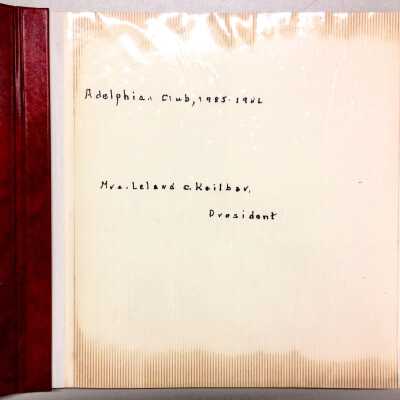 Adelphian Club, 1985-1986
Mrs. Leland C. Keilbar,
President